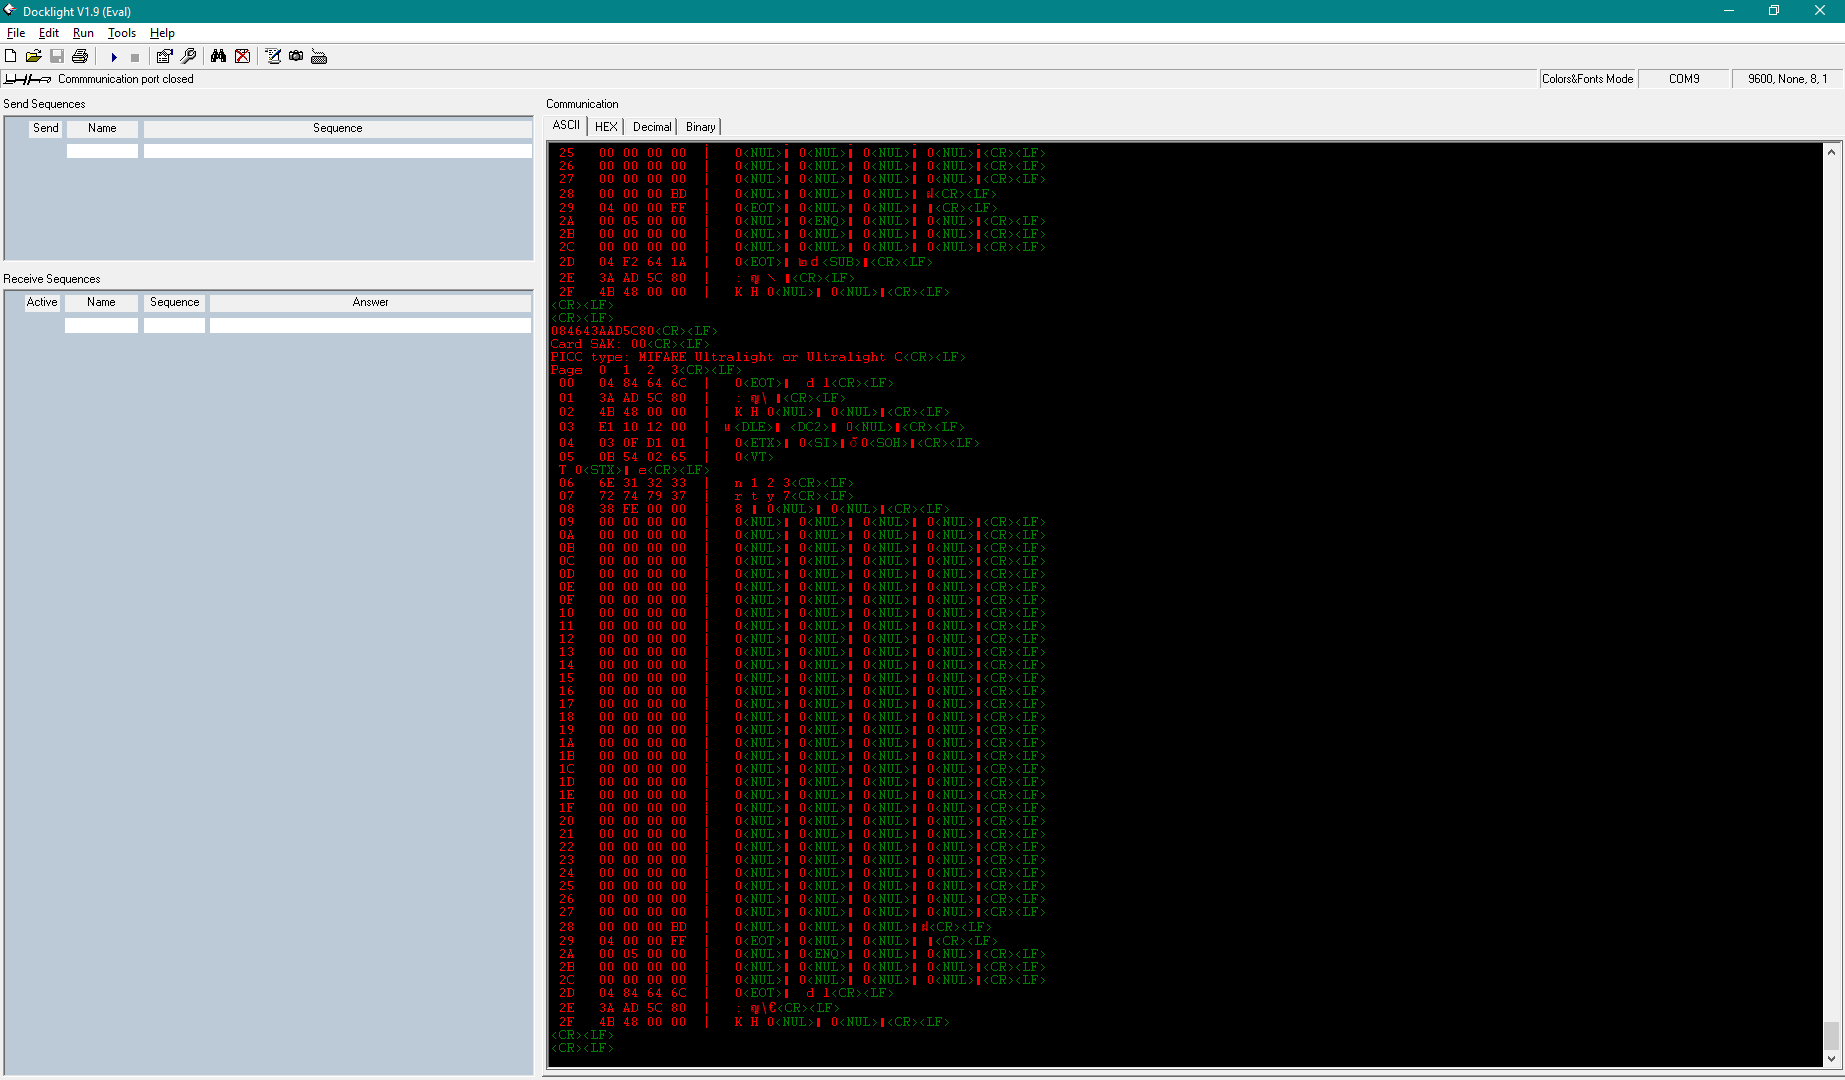 Docklight V1.9 (Eval)
File Edit Run Tools Help
Commmunication port closed
Colors&Fonts Mode COM9 9600, None, 8, 1
Send Sequences
Send Name Sequence
Receive Sequences
Active Name Sequence Answer
Communication
ASCII HEX Decimal Binary
25 00 00 00 00 | 0<NUL> 0<NUL> 0<NUL> 0<NUL> <CR><LF>
26 00 00 00 00 | 0<NUL> 0<NUL> 0<NUL> 0<NUL> <CR><LF>
27 00 00 00 00 | 0<NUL> 0<NUL> 0<NUL> 0<NUL> <CR><LF>
28 00 00 00 BD | 0<NUL> 0<NUL> 0<NUL> <CR><LF>
29 04 00 00 FF | 0<EOT> 0<NUL> 0<NUL> <CR><LF>
2A 00 05 00 00 | 0<NUL> 0<ENQ> 0<NUL> 0<NUL> <CR><LF>
2B 00 00 00 00 | 0<NUL> 0<NUL> 0<NUL> 0<NUL> <CR><LF>
2C 00 00 00 00 | 0<NUL> 0<NUL> 0<NUL> 0<NUL> <CR><LF>
2D 04 F2 64 1A | 0<EOT> ๒d<SUB> <CR><LF>
2E 3A AD 5C 80 | : ญ \ <CR><LF>
2F 4B 48 00 00 | K H 0<NUL> 0<NUL> <CR><LF>
<CR><LF>
<CR><LF>
084643AAD5C80<CR><LF>
Card SAK: 00<CR><LF>
PICC type: MIFARE Ultralight or Ultralight C<CR><LF>
Page 0 1 2 3<CR><LF>
00 04 84 64 6C | 0<EOT> d l<CR><LF>
01 3A AD 5C 80 | : ญ\ <CR><LF>
02 4B 48 00 00 | K H 0<NUL> 0<NUL> <CR><LF>
03 E1 10 12 00 | <DLE> <DC2> 0<NUL> <CR><LF>
04 03 0F D1 01 | 0<ETX> 0<SI> 0<SOH> <CR><LF>
05 0B 54 02 65 | 0<VT>
T 0<STX> e<CR><LF>
06 6E 31 32 33 | n 1 2 3<CR><LF>
07 72 74 79 37 | r t y 7<CR><LF>
08 38 FE 00 00 | 8 0<NUL> 0<NUL> <CR><LF>
09 00 00 00 00 | 0<NUL> 0<NUL> 0<NUL> 0<NUL> <CR><LF>
0A 00 00 00 00 | 0<NUL> 0<NUL> 0<NUL> 0<NUL> <CR><LF>
0B 00 00 00 00 | 0<NUL> 0<NUL> 0<NUL> 0<NUL> <CR><LF>
0C 00 00 00 00 | 0<NUL> 0<NUL> 0<NUL> 0<NUL> <CR><LF>
0D 00 00 00 00 | 0<NUL> 0<NUL> 0<NUL> 0<NUL> <CR><LF>
0E 00 00 00 00 | 0<NUL> 0<NUL> 0<NUL> 0<NUL> <CR><LF>
0F 00 00 00 00 | 0<NUL> 0<NUL> 0<NUL> 0<NUL> <CR><LF>
10 00 00 00 00 | 0<NUL> 0<NUL> 0<NUL> 0<NUL> <CR><LF>
11 00 00 00 00 | 0<NUL> 0<NUL> 0<NUL> 0<NUL> <CR><LF>
12 00 00 00 00 | 0<NUL> 0<NUL> 0<NUL> 0<NUL> <CR><LF>
13 00 00 00 00 | 0<NUL> 0<NUL> 0<NUL> 0<NUL> <CR><LF>
14 00 00 00 00 | 0<NUL> 0<NUL> 0<NUL> 0<NUL> <CR><LF>
15 00 00 00 00 | 0<NUL> 0<NUL> 0<NUL> 0<NUL> <CR><LF>
16 00 00 00 00 | 0<NUL> 0<NUL> 0<NUL> 0<NUL> <CR><LF>
17 00 00 00 00 | 0<NUL> 0<NUL> 0<NUL> 0<NUL> <CR><LF>
18 00 00 00 00 | 0<NUL> 0<NUL> 0<NUL> 0<NUL> <CR><LF>
19 00 00 00 00 | 0<NUL> 0<NUL> 0<NUL> 0<NUL> <CR><LF>
1A 00 00 00 00 | 0<NUL> 0<NUL> 0<NUL> 0<NUL> <CR><LF>
1B 00 00 00 00 | 0<NUL> 0<NUL> 0<NUL> 0<NUL> <CR><LF>
1C 00 00 00 00 | 0<NUL> 0<NUL> 0<NUL> 0<NUL> <CR><LF>
1D 00 00 00 00 | 0<NUL> 0<NUL> 0<NUL> 0<NUL> <CR><LF>
1E 00 00 00 00 | 0<NUL> 0<NUL> 0<NUL> 0<NUL> <CR><LF>
1F 00 00 00 00 | 0<NUL> 0<NUL> 0<NUL> 0<NUL> <CR><LF>
20 00 00 00 00 | 0<NUL> 0<NUL> 0<NUL> 0<NUL> <CR><LF>
21 00 00 00 00 | 0<NUL> 0<NUL> 0<NUL> 0<NUL> <CR><LF>
22 00 00 00 00 | 0<NUL> 0<NUL> 0<NUL> 0<NUL> <CR><LF>
23 00 00 00 00 | 0<NUL> 0<NUL> 0<NUL> 0<NUL> <CR><LF>
24 00 00 00 00 | 0<NUL> 0<NUL> 0<NUL> 0<NUL> <CR><LF>
25 00 00 00 00 | 0<NUL> 0<NUL> 0<NUL> 0<NUL> <CR><LF>
26 00 00 00 00 | 0<NUL> 0<NUL> 0<NUL> 0<NUL> <CR><LF>
27 00 00 00 00 | 0<NUL> 0<NUL> 0<NUL> 0<NUL> <CR><LF>
28 00 00 00 BD | 0<NUL> 0<NUL> 0<NUL> <CR><LF>
29 04 00 00 FF | 0<EOT> 0<NUL> 0<NUL> <CR><LF>
2A 00 05 00 00 | 0<NUL> 0<ENQ> 0<NUL> 0<NUL> <CR><LF>
2B 00 00 00 00 | 0<NUL> 0<NUL> 0<NUL> 0<NUL> <CR><LF>
2C 00 00 00 00 | 0<NUL> 0<NUL> 0<NUL> 0<NUL> <CR><LF>
2D 04 84 64 6C | 0<EOT> d l<CR><LF>
2E 3A AD 5C 80 | : ญ\€<CR><LF>
2F 4B 48 00 00 | K H 0<NUL> 0<NUL> <CR><LF>
<CR><LF>
<CR><LF>